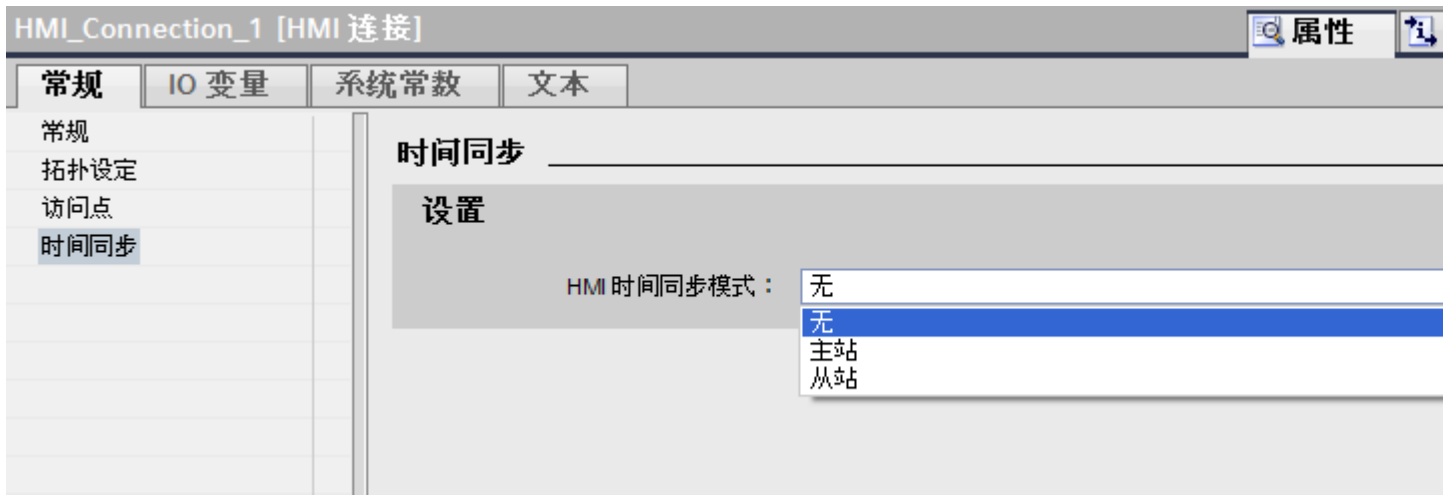 HMI_Connection_1 [HMI 连接]
属性
常规 IO 变量 系统常数 文本
常规
拓扑设定
访问点
时间同步
时间同步
设置
HMI 时间同步模式： 无
无
主站
从站